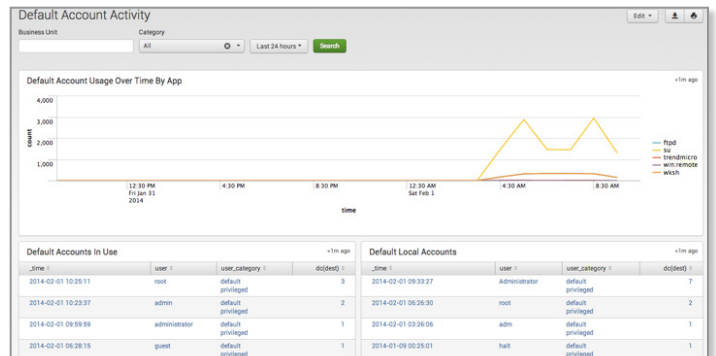 Default Account Activity
Edit
Business Unit
Category
All
Last 24 hours
Search
Default Account Usage Over Time By App
<1m ago
4,000
3,000
2,000
1,000
count
ftpd
su
trendmicro
win:remote
wksh
12:30 PM
Fri Jan 31
2014
4:30 PM
8:30 PM
12:30 AM
Sat Feb 1
4:30 AM
8:30 AM
time
Default Accounts In Use
<1m ago
_time user user_category dc(dest)
2014-02-01 10:25:11 root default privileged 3
2014-02-01 10:23:37 admin default privileged 2
2014-02-01 09:59:59 administrator default privileged 1
2014-02-01 06:28:15 guest default privileged 1
Default Local Accounts
<1m ago
_time user user_category dc(dest)
2014-02-01 09:33:27 Administrator default privileged 7
2014-02-01 06:26:30 root default privileged 2
2014-02-01 03:26:06 adm default privileged 1
2014-01-09 00:25:01 halt default privileged 1